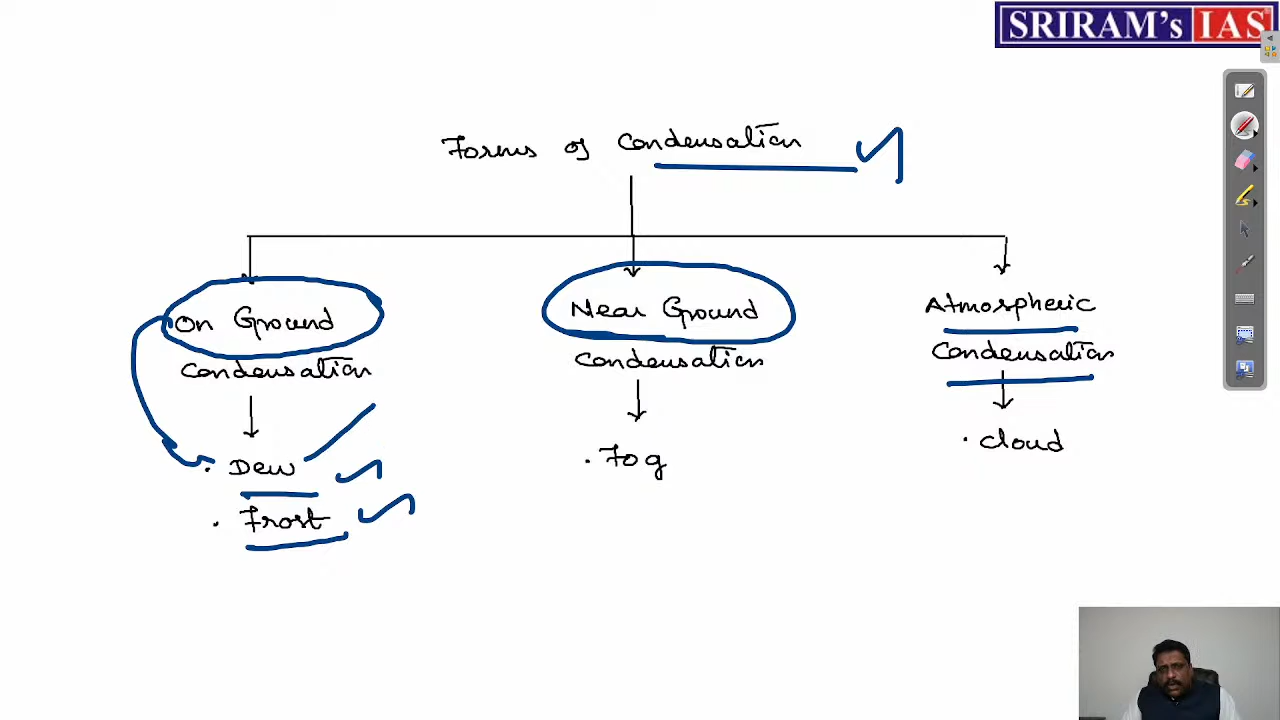 SRIRAM's IAS
Forms of Condensation
On Ground
Condensation
Near Ground
Condensation
Atmospheric
Condensation
· Dew
· Frost
· Fog
· cloud